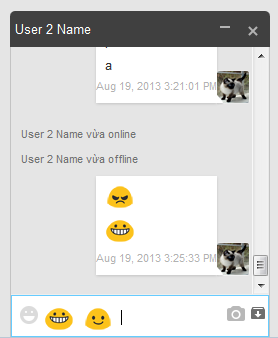 User 2 Name
a
Aug 19, 2013 3:21:01 PM
User 2 Name vừa online
User 2 Name vừa offline
Aug 19, 2013 3:25:33 PM